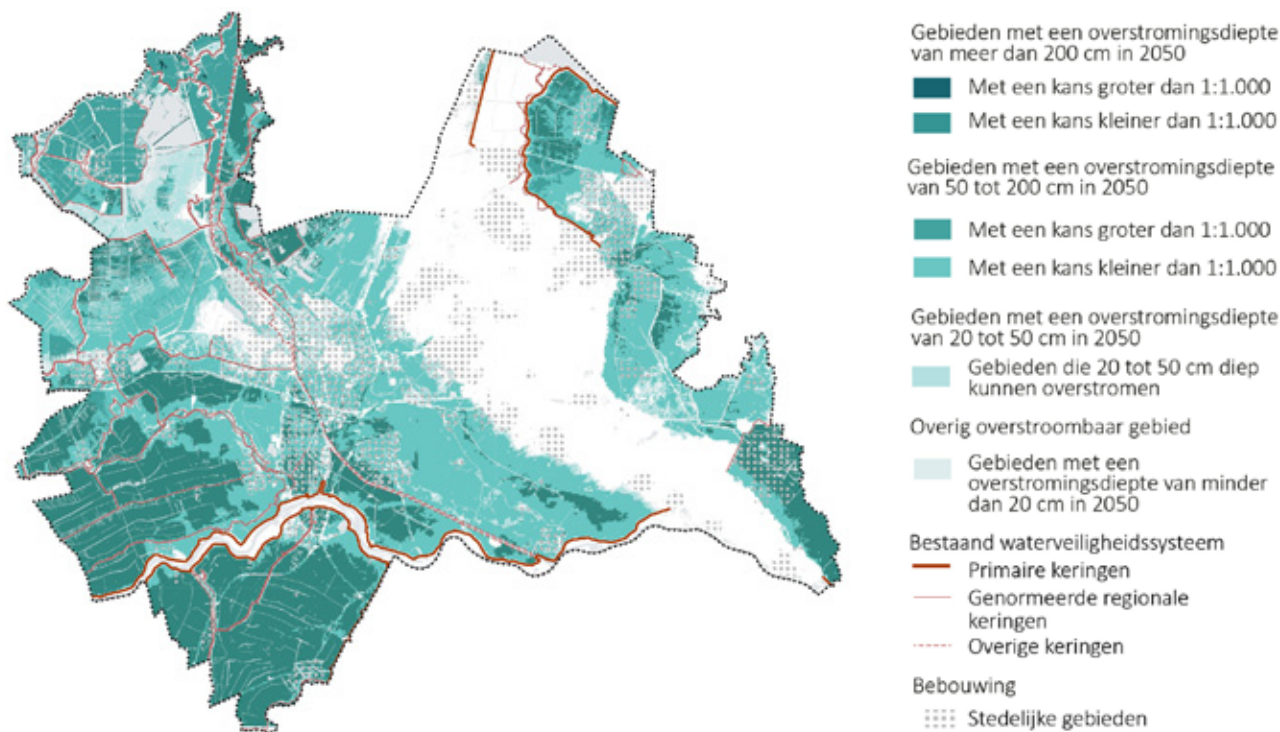 Gebieden met een overstromingsdiepte
van meer dan 200 cm in 2050
Met een kans groter dan 1:1.000
Met een kans kleiner dan 1:1.000
Gebieden met een overstromingsdiepte
van 50 tot 200 cm in 2050
Met een kans groter dan 1:1.000
Met een kans kleiner dan 1:1.000
Gebieden met een overstromingsdiepte
van 20 tot 50 cm in 2050
Gebieden die 20 tot 50 cm diep
kunnen overstromen
Overig overstroombaar gebied
Gebieden met een
overstromingsdiepte van minder
dan 20 cm in 2050
Bestaand waterveiligheidssysteem
Primaire keringen
Genormeerde regionale
keringen
Overige keringen
Bebouwing
Stedelijke gebieden